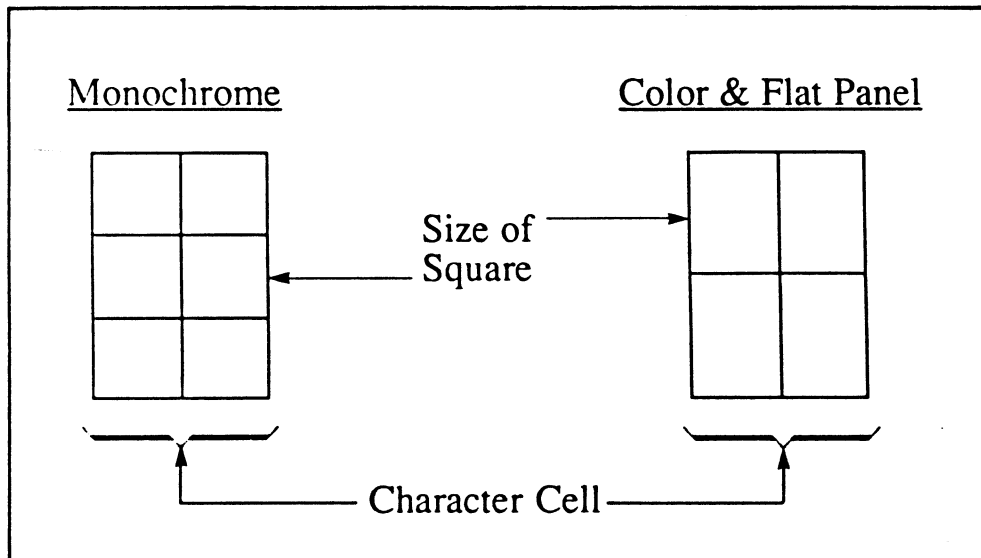 Monochrome
Color & Flat Panel
Size of
Square
Character Cell